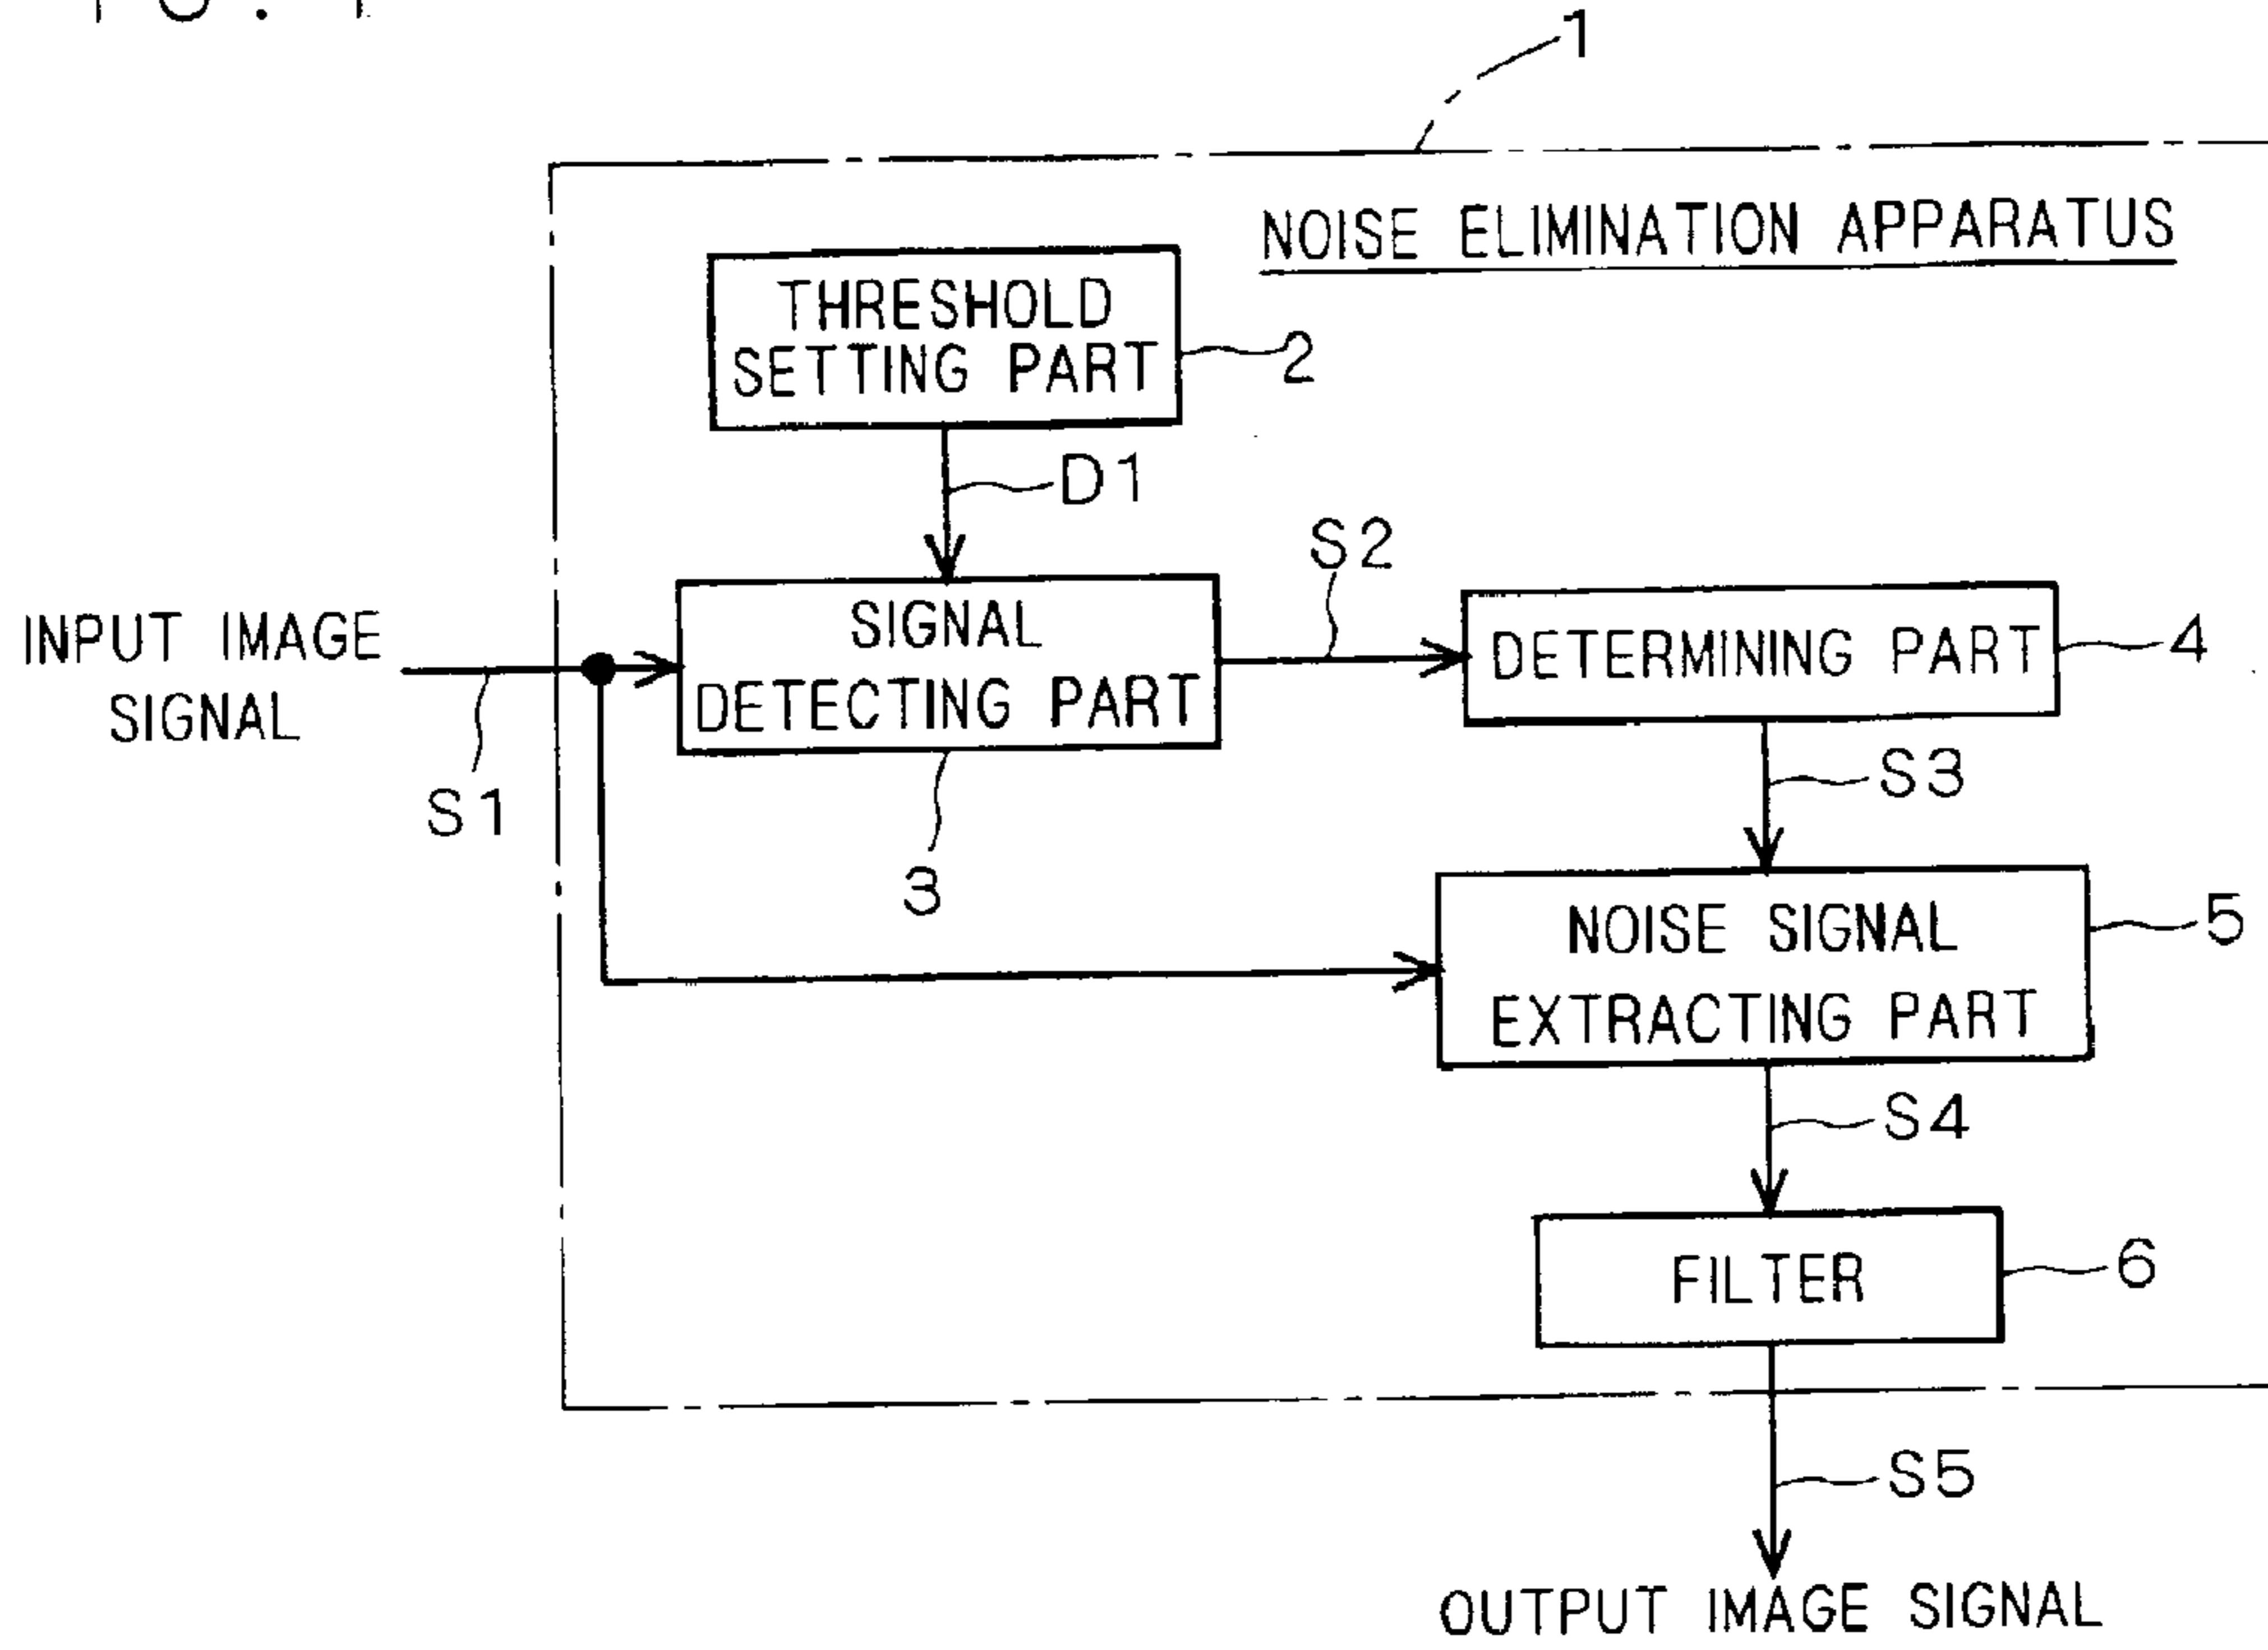 1
NOISE ELIMINATION APPARATUS
THRESHOLD
SETTING PART
2
D1
S2
INPUT IMAGE
SIGNAL
S1
SIGNAL
DETECTING PART
3
DETERMINING PART
4
S3
NOISE SIGNAL
EXTRACTING PART
5
S4
FILTER
6
S5
OUTPUT IMAGE SIGNAL